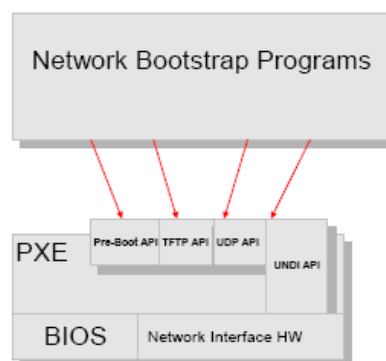 Network Bootstrap Programs
Pre-Boot API TFTP API UDP API
PXE
UNDI API
BIOS Network Interface HW